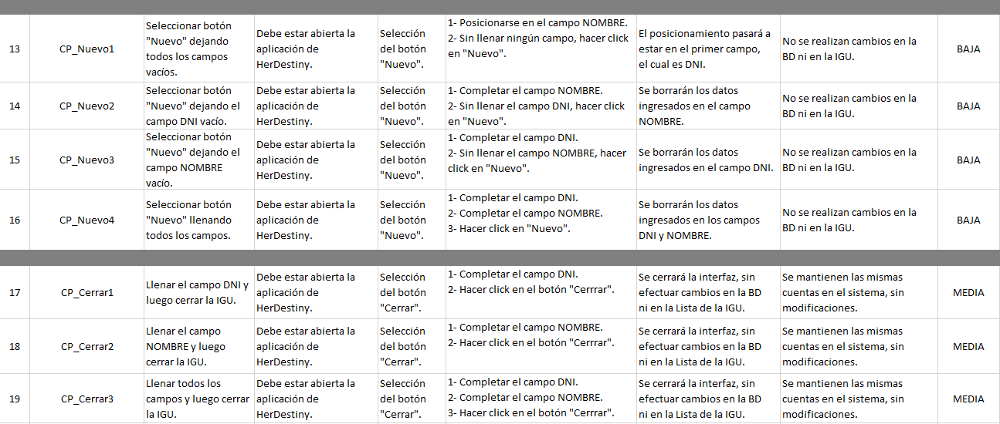 13
CP_Nuevo1
Seleccionar botón
"Nuevo" dejando
todos los campos
vacíos.
Debe estar abierta la
aplicación de
HerDestiny.
Selección
del botón
"Nuevo".
1- Posicionarse en el campo NOMBRE.
2- Sin llenar ningún campo, hacer click
en "Nuevo".
El posicionamiento pasará a
estar en el primer campo,
el cual es DNI.
No se realizan cambios en la
BD ni en la IGU.
BAJA
14
CP_Nuevo2
Seleccionar botón
"Nuevo" dejando el
campo DNI vacío.
Debe estar abierta la
aplicación de
HerDestiny.
Selección
del botón
"Nuevo".
1- Completar el campo NOMBRE.
2- Sin llenar el campo DNI, hacer click
en "Nuevo".
Se borrarán los datos
ingresados en el campo
NOMBRE.
No se realizan cambios en la
BD ni en la IGU.
BAJA
15
CP_Nuevo3
Seleccionar botón
"Nuevo" dejando el
campo NOMBRE
vacío.
Debe estar abierta la
aplicación de
HerDestiny.
Selección
del botón
"Nuevo".
1- Completar el campo DNI.
2- Sin llenar el campo NOMBRE, hacer
click en "Nuevo".
Se borrarán los datos
ingresados en el campo DNI.
No se realizan cambios en la
BD ni en la IGU.
BAJA
16
CP_Nuevo4
Seleccionar botón
"Nuevo" llenando
todos los campos.
Debe estar abierta la
aplicación de
HerDestiny.
Selección
del botón
"Nuevo".
1- Completar el campo DNI.
2- Completar el campo NOMBRE.
3- Hacer click en "Nuevo".
Se borrarán los datos
ingresados en los campos
DNI y NOMBRE.
No se realizan cambios en la
BD ni en la IGU.
BAJA
17
CP_Cerrar1
Llenar el campo DNI y
luego cerrar la IGU.
Debe estar abierta la
aplicación de
HerDestiny.
Selección
del botón
"Cerrar".
1- Completar el campo DNI.
2- Hacer click en el botón "Cerrrar".
Se cerrará la interfaz, sin
efectuar cambios en la BD
ni en la Lista de la IGU.
Se mantienen las mismas
cuentas en el sistema, sin
modificaciones.
MEDIA
18
CP_Cerrar2
Llenar el campo
NOMBRE y luego
cerrar la IGU.
Debe estar abierta la
aplicación de
HerDestiny.
Selección
del botón
"Cerrar".
1- Completar el campo NOMBRE.
2- Hacer click en el botón "Cerrrar".
Se cerrará la interfaz, sin
efectuar cambios en la BD
ni en la Lista de la IGU.
Se mantienen las mismas
cuentas en el sistema, sin
modificaciones.
MEDIA
19
CP_Cerrar3
Llenar todos los
campos y luego cerrar
la IGU.
Debe estar abierta la
aplicación de
HerDestiny.
Selección
del botón
"Cerrar".
1- Completar el campo DNI.
2- Completar el campo NOMBRE.
3- Hacer click en el botón "Cerrrar".
Se cerrará la interfaz, sin
efectuar cambios en la BD
ni en la Lista de la IGU.
Se mantienen las mismas
cuentas en el sistema, sin
modificaciones.
MEDIA